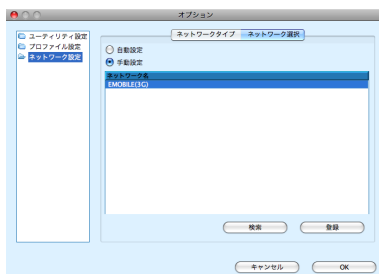 オプション
ユーティリティ設定
プロファイル設定
ネットワーク設定
ネットワークタイプ ネットワーク選択
自動設定
手動設定
ネットワーク名
EMOBILE(3G)
検索 登録
キャンセル OK